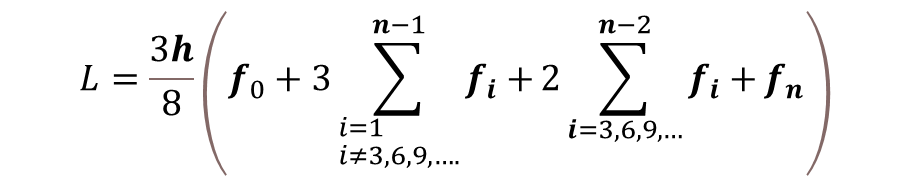 L = 3h/8 ( f₀ + 3 ∑_{i=1, i≠3,6,9,....}^{n−1} fᵢ + 2 ∑_{i=3,6,9,...}^{n−2} fᵢ + fₙ )